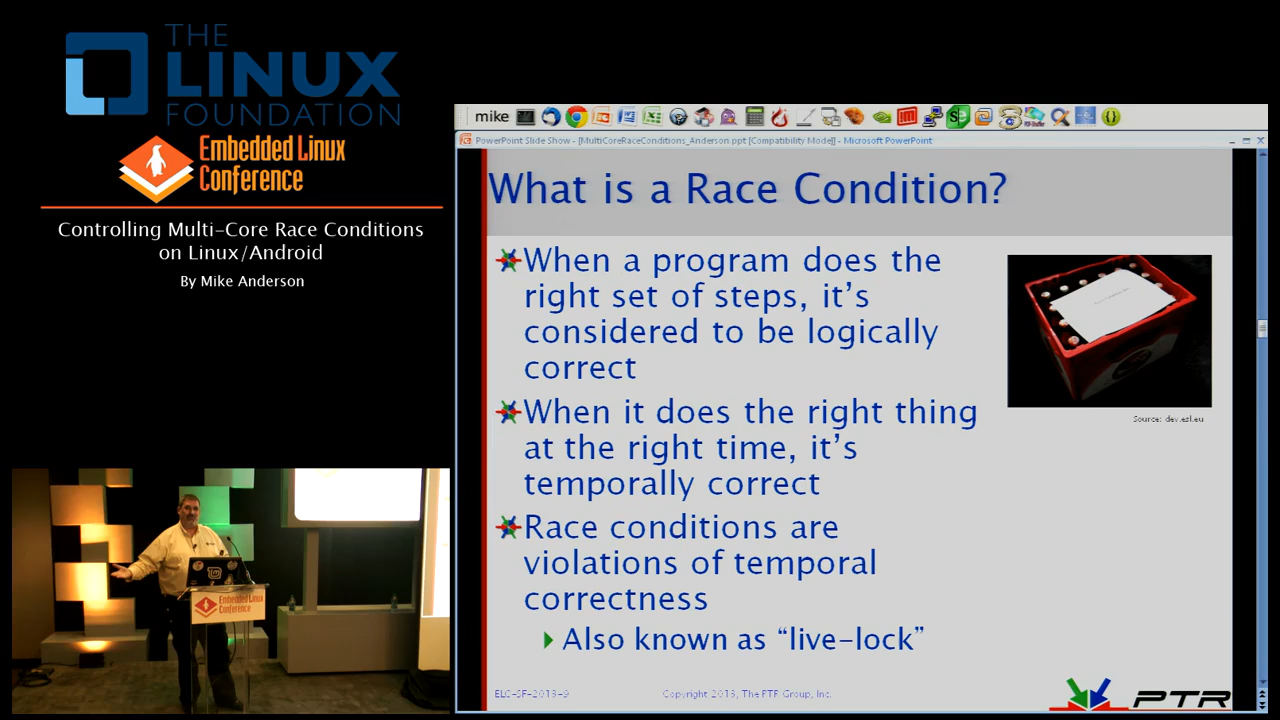 THE
LINUX
FOUNDATION
Embedded Linux
Conference
Controlling Multi-Core Race Conditions
on Linux/Android
By Mike Anderson
mike
PowerPoint Slide Show - [MultiCoreRaceConditions_Anderson.ppt [Compatibility Mode]] - Microsoft PowerPoint
What is a Race Condition?
When a program does the
right set of steps, it's
considered to be logically
correct
When it does the right thing
at the right time, it's
temporally correct
Race conditions are
violations of temporal
correctness
Also known as “live-lock”
ELC-SF-2013-9
Copyright 2013, The PTR Group, Inc.
PTR
Embedded Linux
Conference